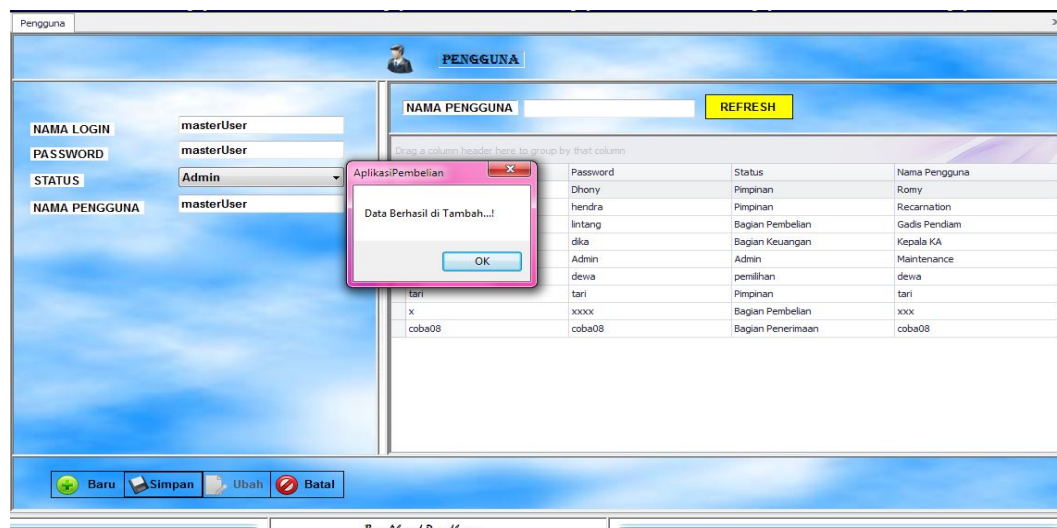 Pengguna
PENGGUNA
NAMA PENGGUNA REFRESH
NAMA LOGIN masterUser
PASSWORD masterUser
STATUS Admin
NAMA PENGGUNA masterUser
Drag a column header here to group by that column
Password Status Nama Pengguna
Dhony Pimpinan Romy
hendra Pimpinan Recarnation
lintang Bagian Pembelian Gadis Pendiam
dika Bagian Keuangan Kepala KA
Admin Admin Maintenance
dewa pemilihan dewa
tari tari Pimpinan tari
x xxxx Bagian Pembelian xxx
coba08 coba08 Bagian Penerimaan coba08
AplikasiPembelian
Data Berhasil di Tambah...!
OK
Baru Simpan Ubah Batal